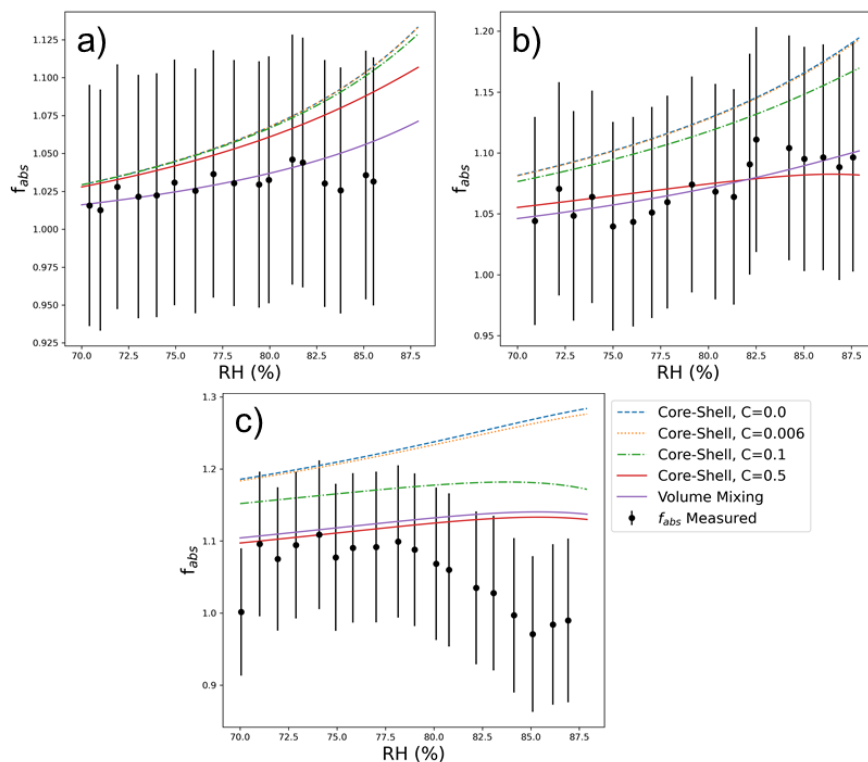 a)
1.125
1.100
1.075
1.050
1.025
1.000
0.975
0.950
0.925
f_abs
70.0 72.5 75.0 77.5 80.0 82.5 85.0 87.5
RH (%)
b)
1.20
1.15
1.10
1.05
1.00
0.95
f_abs
70.0 72.5 75.0 77.5 80.0 82.5 85.0 87.5
RH (%)
c)
1.3
1.2
1.1
1.0
0.9
f_abs
70.0 72.5 75.0 77.5 80.0 82.5 85.0 87.5
RH (%)
Core-Shell, C=0.0
Core-Shell, C=0.006
Core-Shell, C=0.1
Core-Shell, C=0.5
Volume Mixing
f_abs Measured